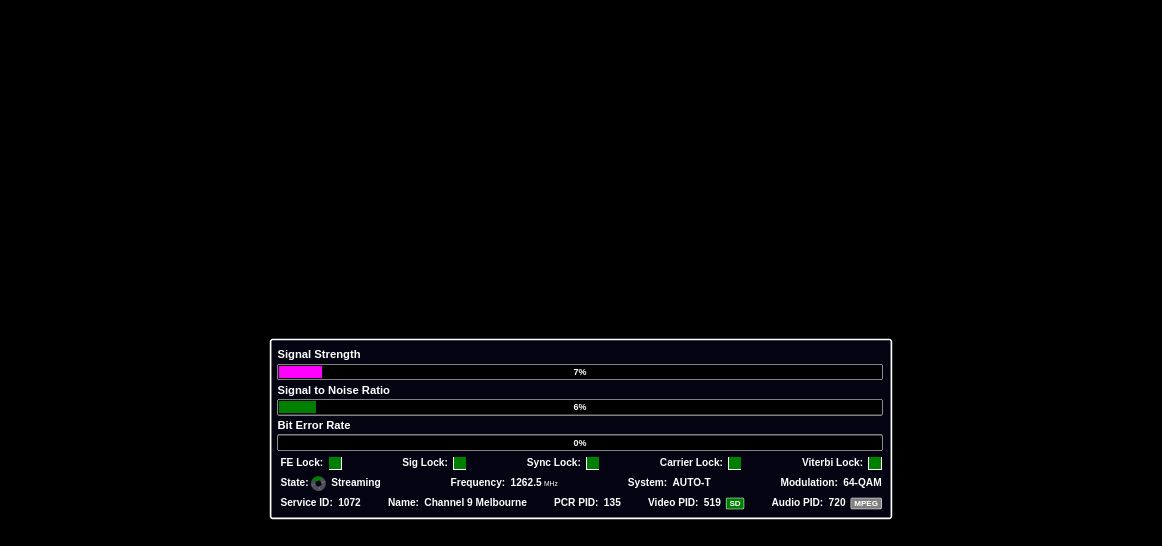 Signal Strength
7%
Signal to Noise Ratio
6%
Bit Error Rate
0%
FE Lock: Sig Lock: Sync Lock: Carrier Lock: Viterbi Lock:
State: Streaming Frequency: 1262.5 MHz System: AUTO-T Modulation: 64-QAM
Service ID: 1072 Name: Channel 9 Melbourne PCR PID: 135 Video PID: 519 SD Audio PID: 720 MPEG